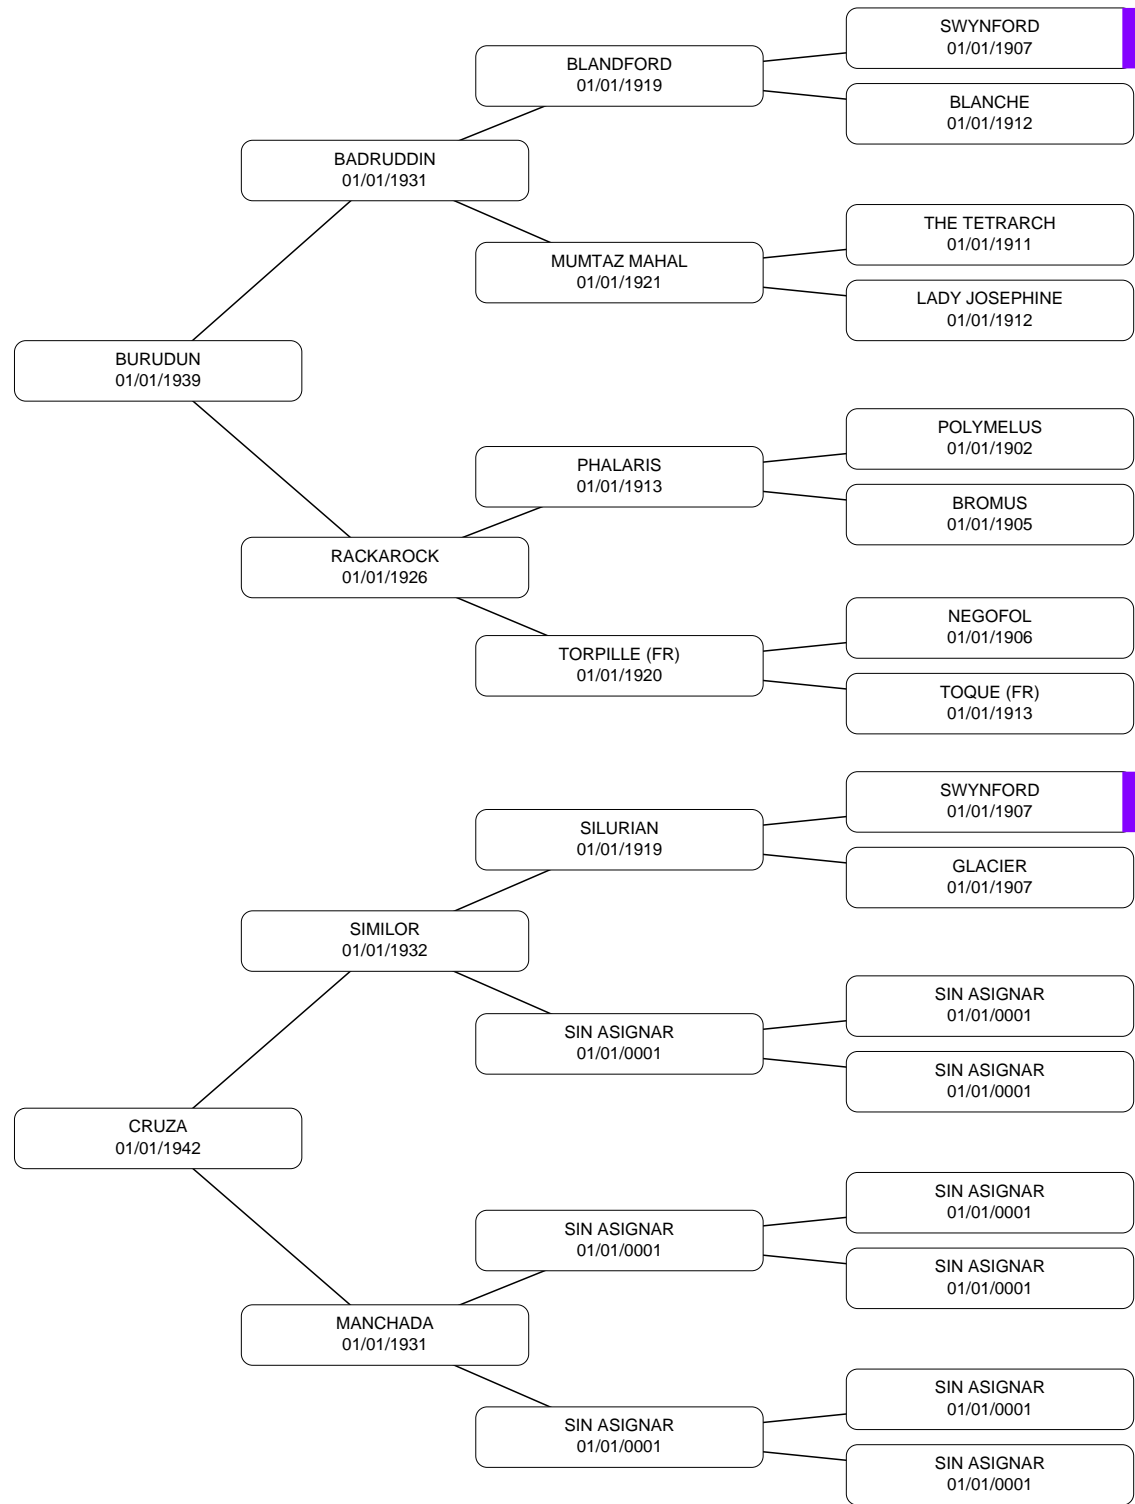 SWYNFORD
01/01/1907
BLANDFORD
01/01/1919
BLANCHE
01/01/1912
BADRUDDIN
01/01/1931
THE TETRARCH
01/01/1911
MUMTAZ MAHAL
01/01/1921
LADY JOSEPHINE
01/01/1912
BURUDUN
01/01/1939
POLYMELUS
01/01/1902
PHALARIS
01/01/1913
BROMUS
01/01/1905
RACKAROCK
01/01/1926
NEGOFOL
01/01/1906
TORPILLE (FR)
01/01/1920
TOQUE (FR)
01/01/1913
SWYNFORD
01/01/1907
SILURIAN
01/01/1919
GLACIER
01/01/1907
SIMILOR
01/01/1932
SIN ASIGNAR
01/01/0001
SIN ASIGNAR
01/01/0001
SIN ASIGNAR
01/01/0001
CRUZA
01/01/1942
SIN ASIGNAR
01/01/0001
SIN ASIGNAR
01/01/0001
SIN ASIGNAR
01/01/0001
MANCHADA
01/01/1931
SIN ASIGNAR
01/01/0001
SIN ASIGNAR
01/01/0001
SIN ASIGNAR
01/01/0001